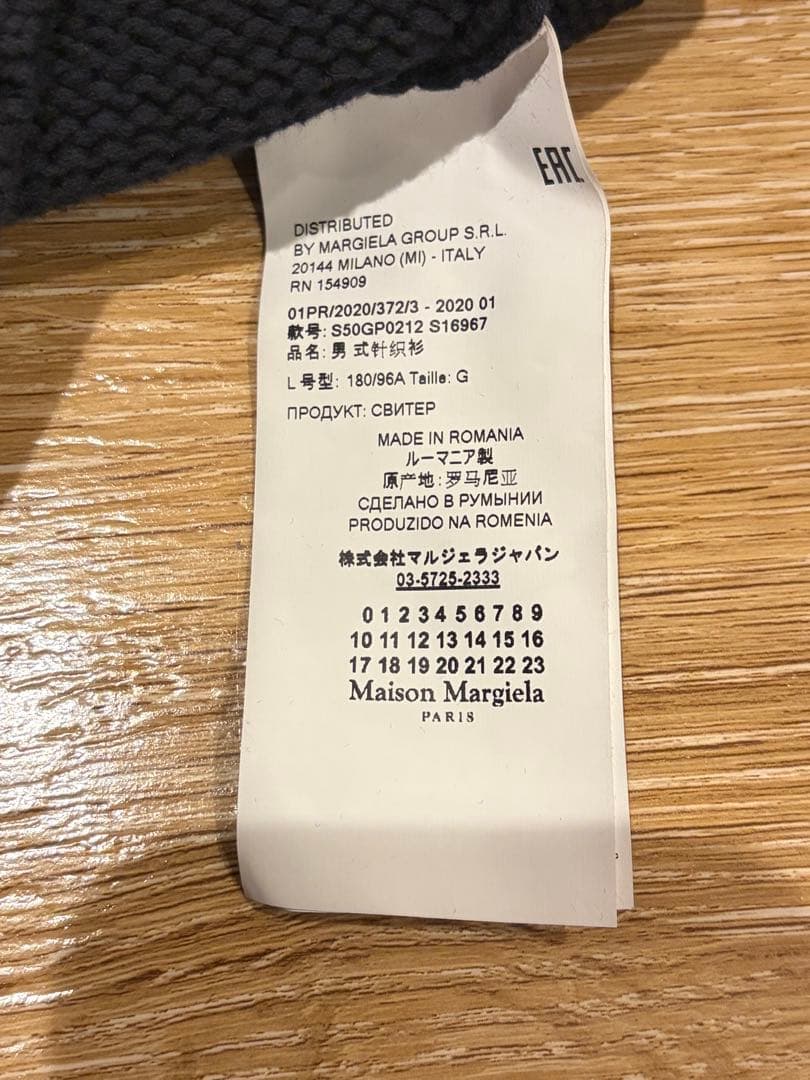 EAC
DISTRIBUTED
BY MARGIELA GROUP S.R.L.
20144 MILANO (MI) - ITALY
RN 154909
01PR/2020/372/3 - 2020 01
款号: S50GP0212 S16967
品名: 男 式针织衫
L 号型: 180/96A Taille: G
ПРОДУКТ: СВИТЕР
MADE IN ROMANIA
ルーマニア製
原产地:罗马尼亚
СДЕЛАНО В РУМЫНИИ
PRODUZIDO NA ROMENIA
株式会社マルジェラジャパン
03-5725-2333
0 1 2 3 4 5 6 7 8 9
10 11 12 13 14 15 16
17 18 19 20 21 22 23
Maison Margiela
PARIS